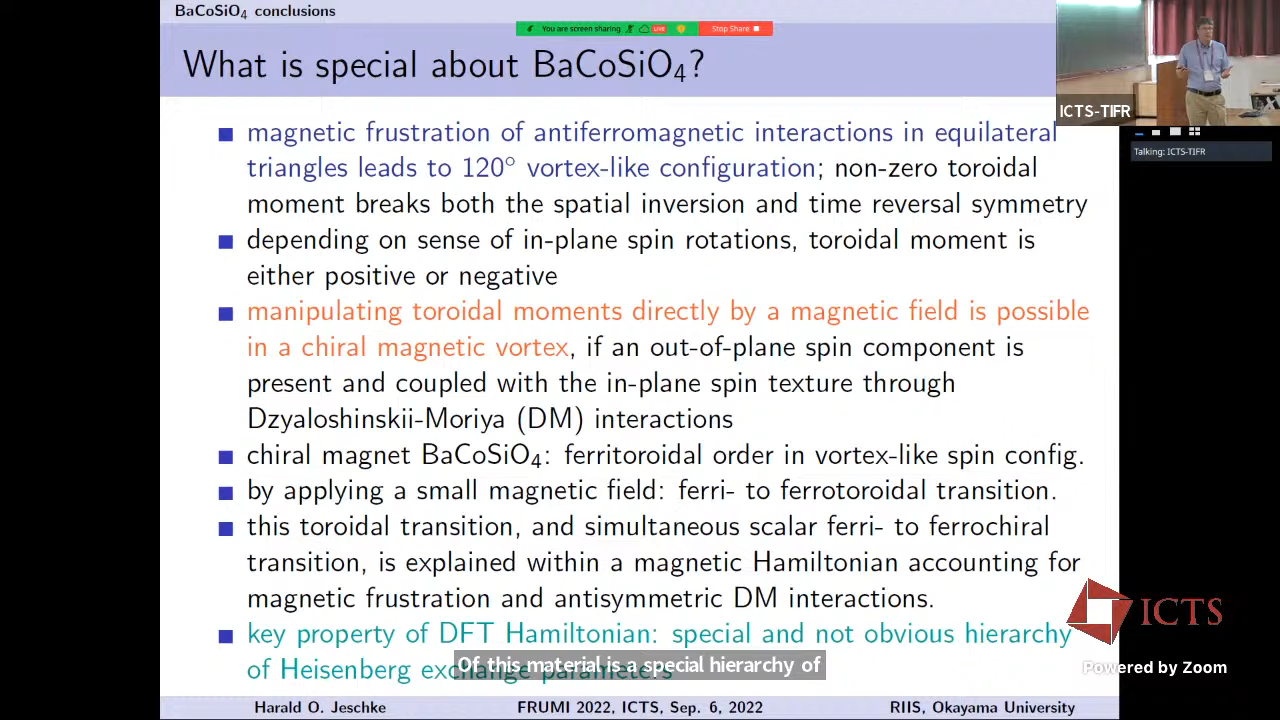 BaCoSiO4 conclusions
You are screen sharing
LIVE
Stop Share
What is special about BaCoSiO4?
ICTS-TIFR
Talking: ICTS-TIFR
magnetic frustration of antiferromagnetic interactions in equilateral
triangles leads to 120° vortex-like configuration; non-zero toroidal
moment breaks both the spatial inversion and time reversal symmetry
depending on sense of in-plane spin rotations, toroidal moment is
either positive or negative
manipulating toroidal moments directly by a magnetic field is possible
in a chiral magnetic vortex, if an out-of-plane spin component is
present and coupled with the in-plane spin texture through
Dzyaloshinskii-Moriya (DM) interactions
chiral magnet BaCoSiO4: ferritoroidal order in vortex-like spin config.
by applying a small magnetic field: ferri- to ferrotoroidal transition.
this toroidal transition, and simultaneous scalar ferri- to ferrochiral
transition, is explained within a magnetic Hamiltonian accounting for
magnetic frustration and antisymmetric DM interactions.
key property of DFT Hamiltonian: special and not obvious hierarchy
of Heisenberg exchange parameters
Of this material is a special hierarchy of
ICTS
Powered by Zoom
Harald O. Jeschke
FRUMI 2022, ICTS, Sep. 6, 2022
RIIS, Okayama University